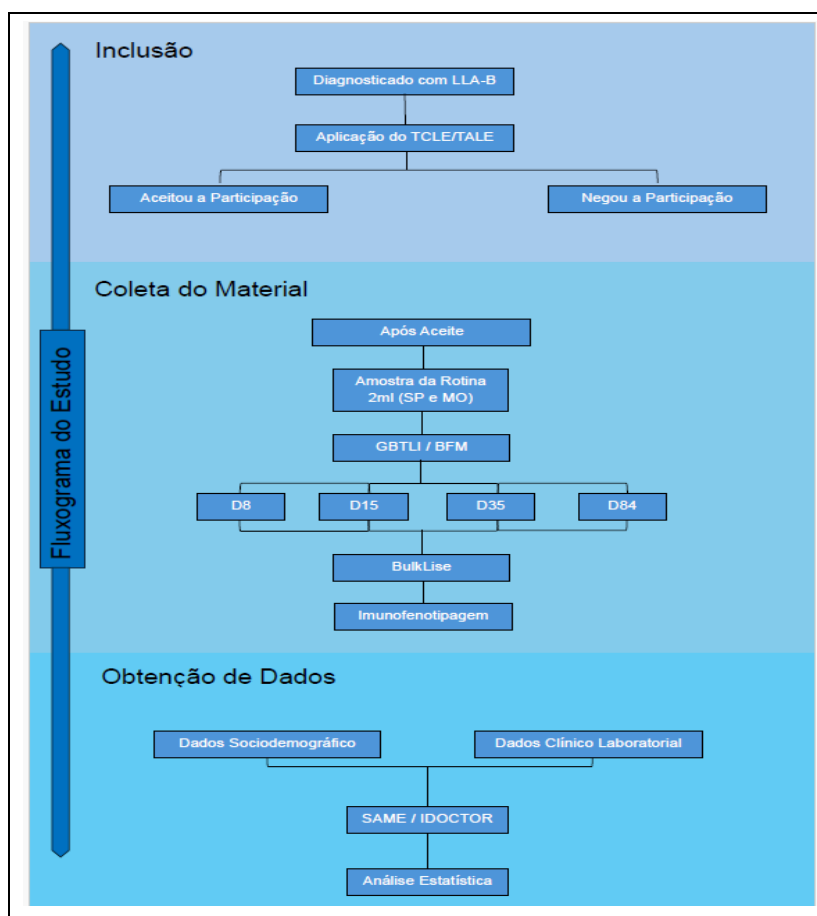 Fluxograma do Estudo
Inclusão
Diagnosticado com LLA-B
Aplicação do TCLE/TALE
Aceitou a Participação
Negou a Participação
Coleta do Material
Após Aceite
Amostra da Rotina
2ml (SP e MO)
GBTLI / BFM
D8
D15
D35
D84
BulkLise
Imunofenotipagem
Obtenção de Dados
Dados Sociodemográfico
Dados Clínico Laboratorial
SAME / IDOCTOR
Análise Estatística